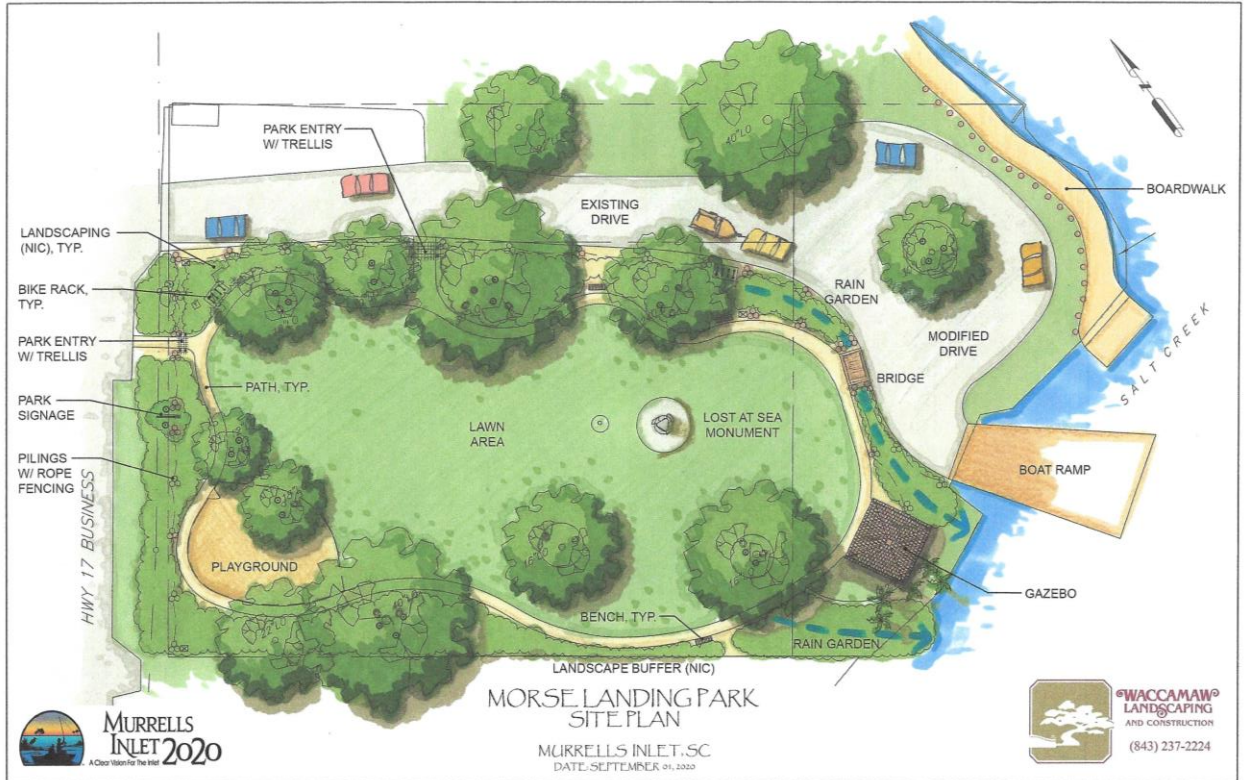 PARK ENTRY
W/ TRELLIS
EXISTING
DRIVE
BOARDWALK
LANDSCAPING
(NIC), TYP.
BIKE RACK,
TYP.
PARK ENTRY
W/ TRELLIS
PARK
SIGNAGE
PILINGS
W/ ROPE
FENCING
HWY 17 BUSINESS
PATH, TYP.
LAWN
AREA
LOST AT SEA
MONUMENT
RAIN
GARDEN
MODIFIED
DRIVE
BRIDGE
SALT CREEK
BOAT RAMP
PLAYGROUND
GAZEBO
BENCH, TYP.
RAIN GARDEN
LANDSCAPE BUFFER (NIC)
MORSE LANDING PARK
SITE PLAN
MURRELLS INLET, SC
DATE: SEPTEMBER 01, 2020
MURRELLS
INLET 2020
A Clear Vision For The Inlet
WACCAMAW
LANDSCAPING
AND CONSTRUCTION
(843) 237-2224